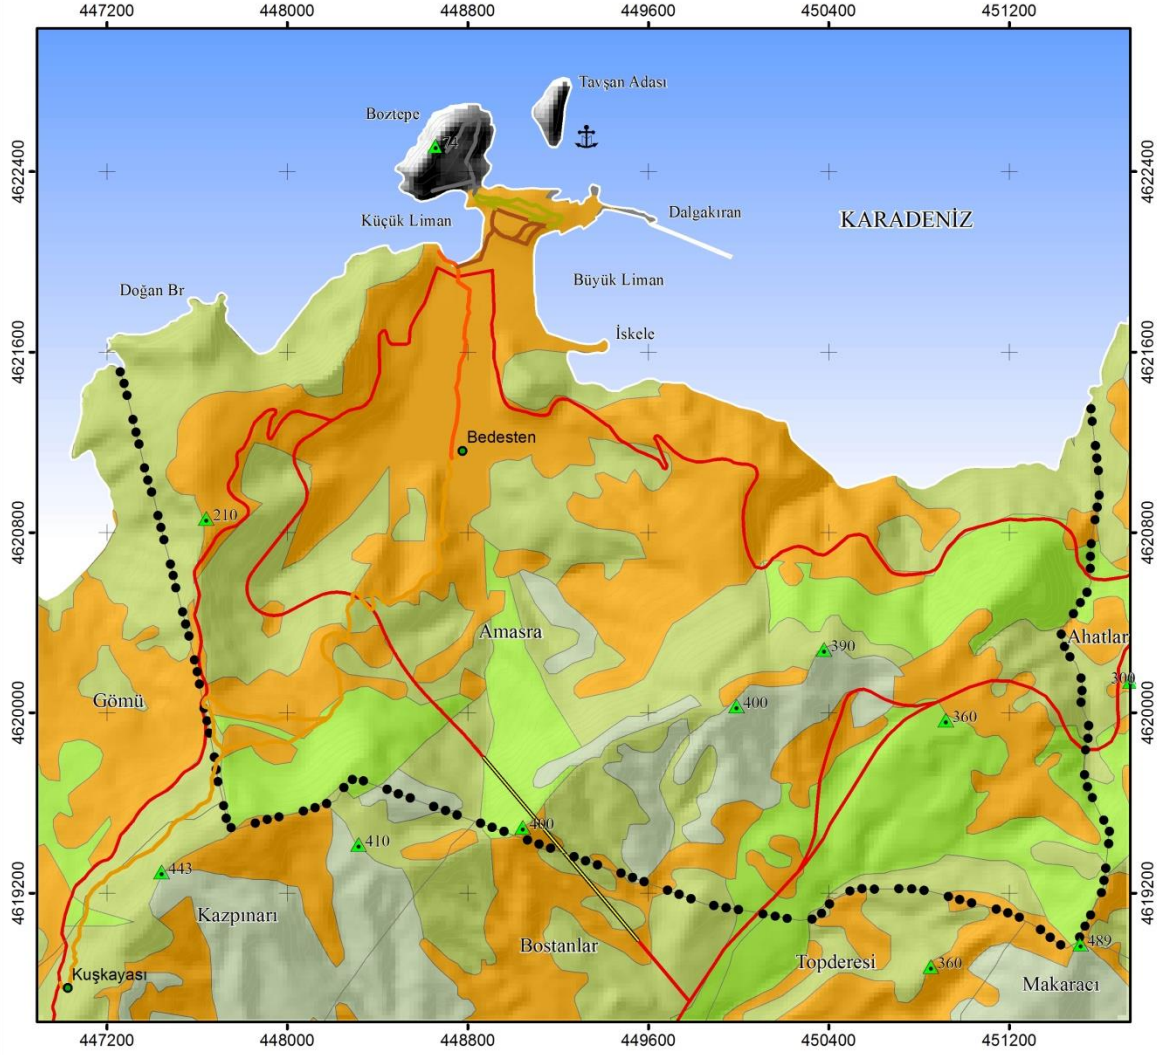 447200 448000 448800 449600 450400 451200
Tavşan Adası
Boztepe
74
4622400 4622400
Küçük Liman Dalgakıran KARADENİZ
Doğan Br Büyük Liman
İskele
4621600 4621600
Bedesten
210
4620800 4620800
Amasra Ahatlar
390
300
Gömü 400 360
4620000 4620000
400
410
443
4619200 4619200
Kazpınarı
Bostanlar 489
Topderesi 360
Kuşkayası Makaracı
447200 448000 448800 449600 450400 451200